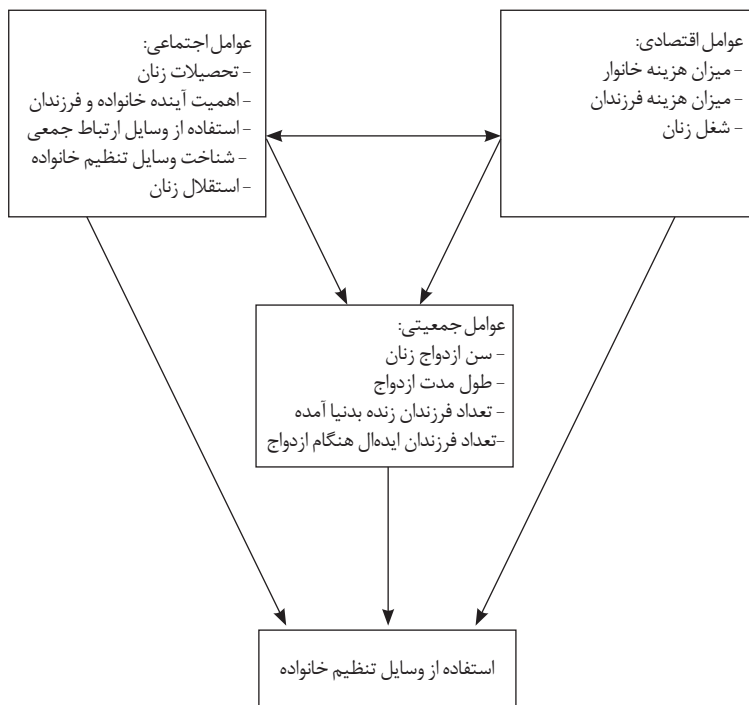 عوامل اقتصادی:
- میزان هزینه خانوار
- میزان هزینه فرزندان
- شغل زنان
عوامل اجتماعی:
- تحصیلات زنان
- اهمیت آینده خانواده و فرزندان
- استفاده از وسایل ارتباط جمعی
- شناخت وسایل تنظیم خانواده
- استقلال زنان
عوامل جمعیتی:
- سن ازدواج زنان
- طول مدت ازدواج
- تعداد فرزندان زنده بدنیا آمده
-تعداد فرزندان ایده‌ال هنگام ازدواج
استفاده از وسایل تنظیم خانواده